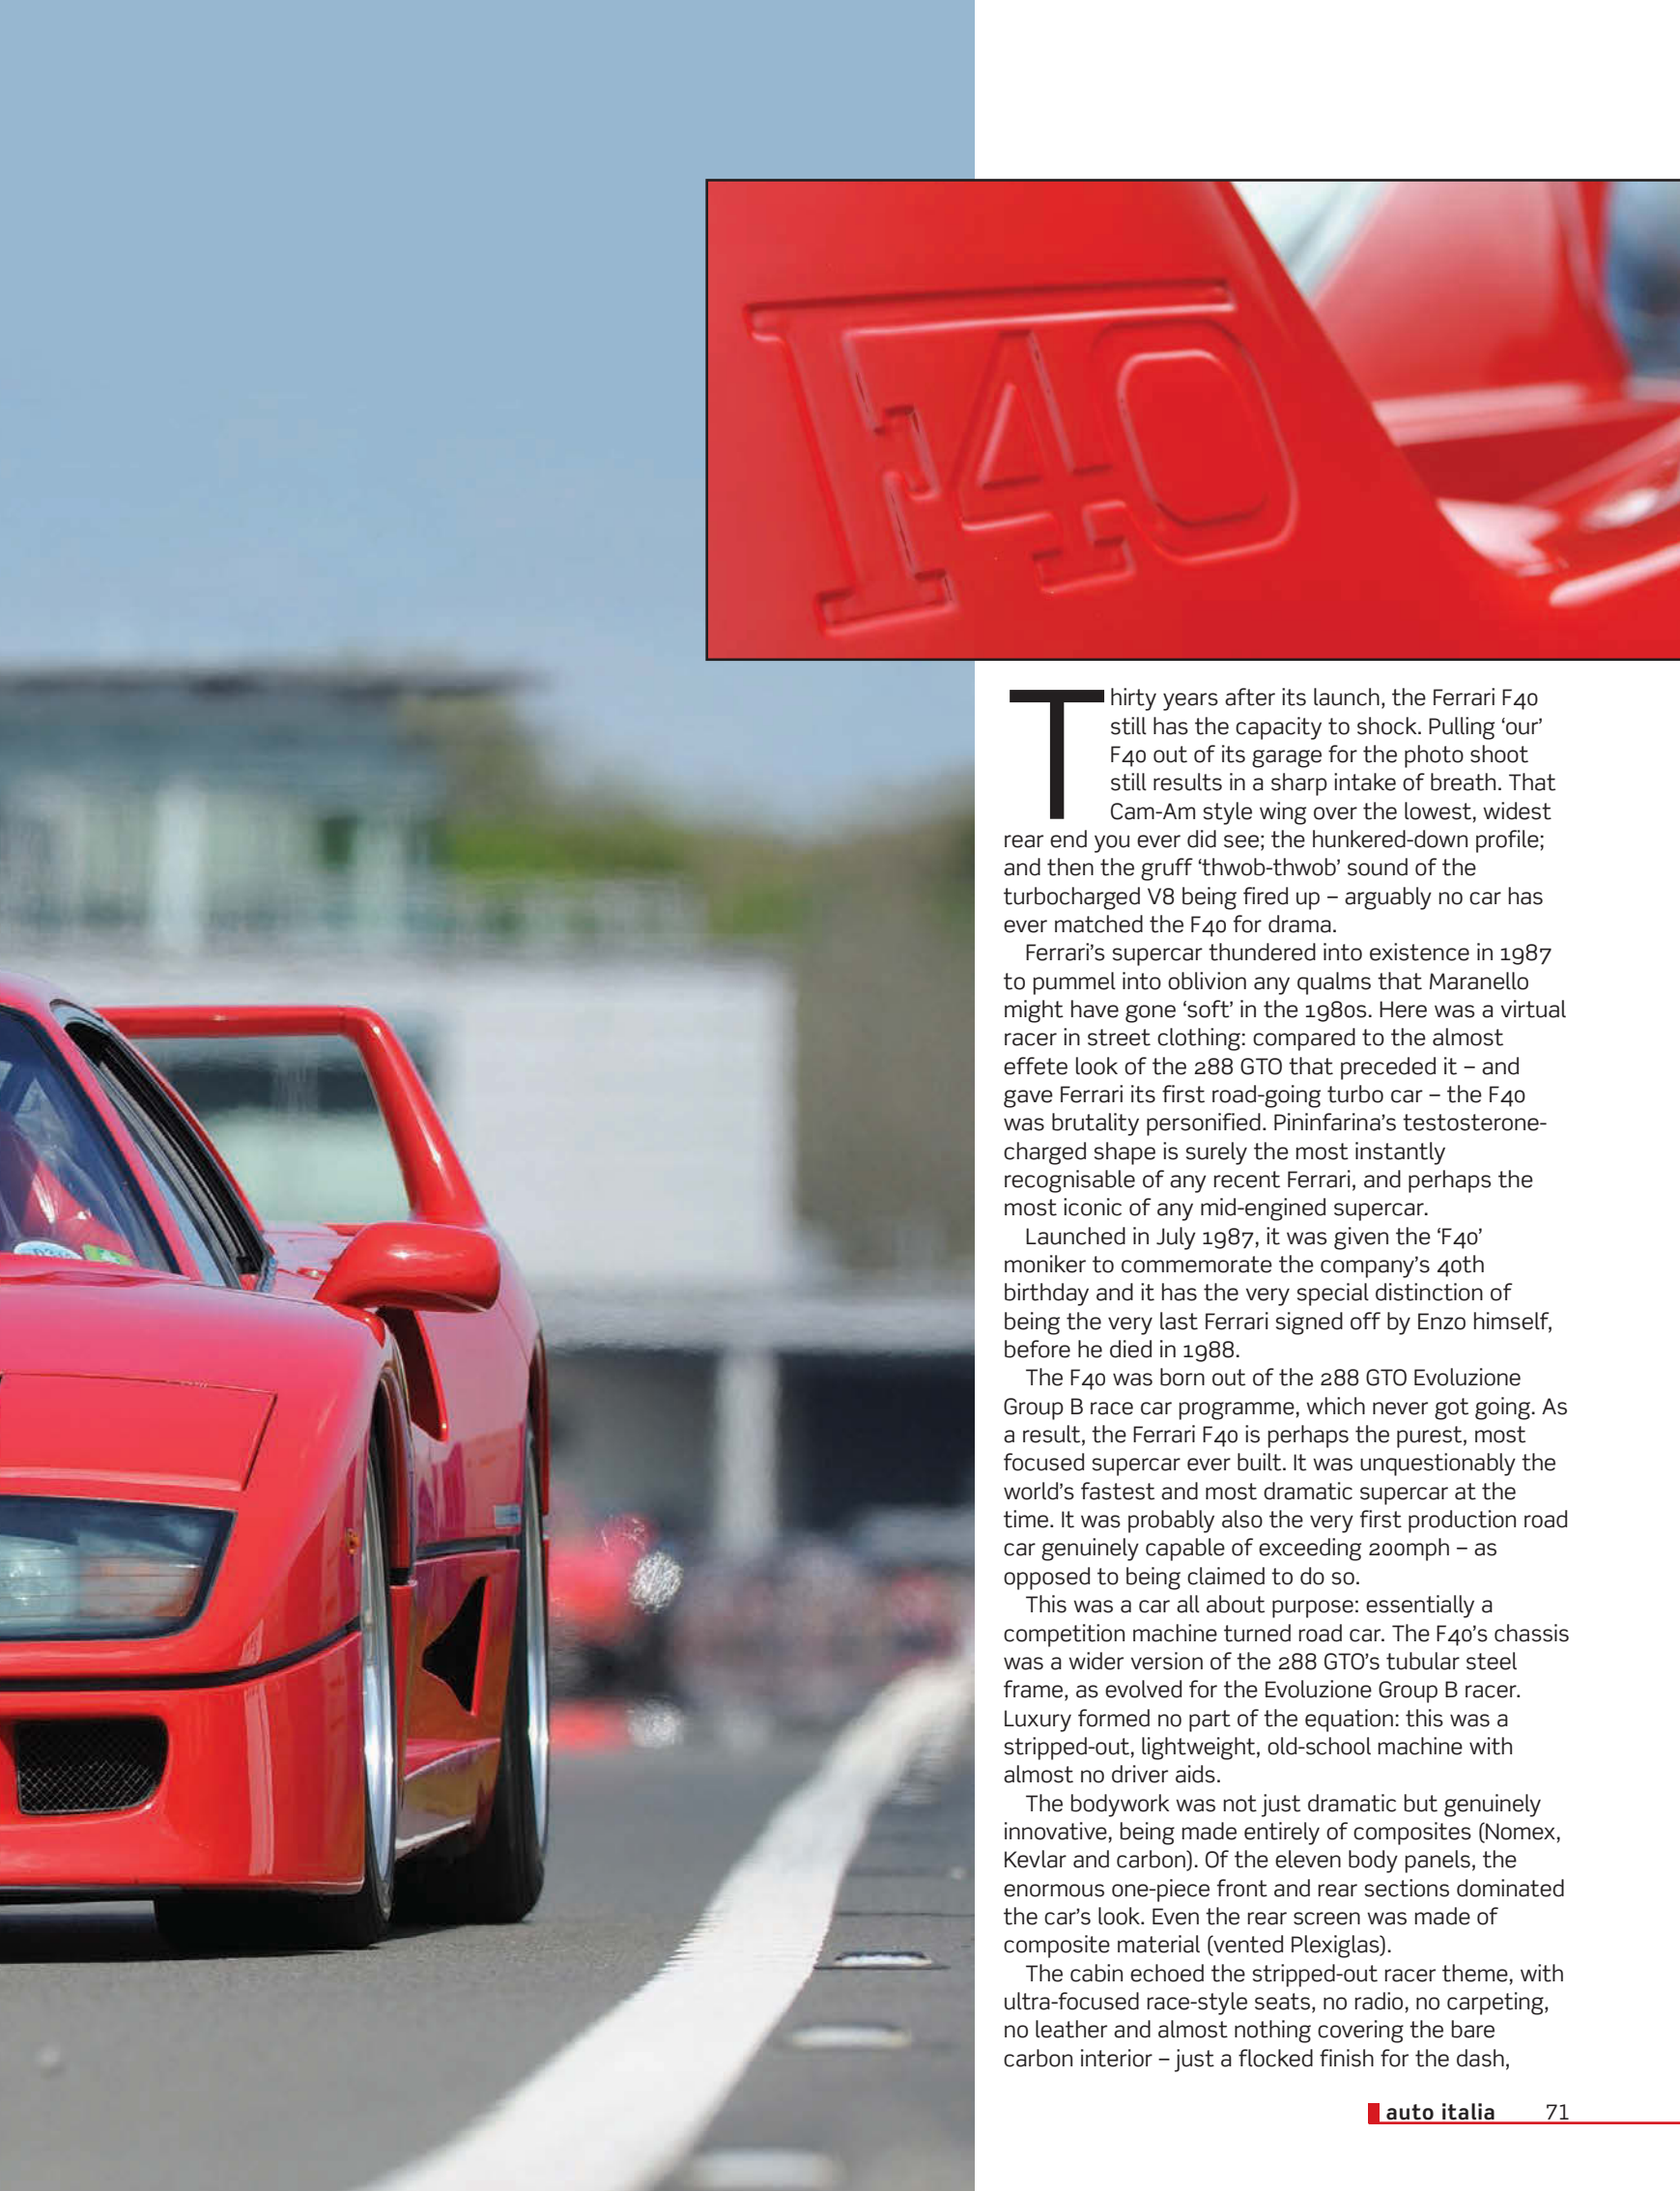 F40
Thirty years after its launch, the Ferrari F40
still has the capacity to shock. Pulling ‘our’
F40 out of its garage for the photo shoot
still results in a sharp intake of breath. That
Cam-Am style wing over the lowest, widest
rear end you ever did see; the hunkered-down profile;
and then the gruff ‘thwob-thwob’ sound of the
turbocharged V8 being fired up – arguably no car has
ever matched the F40 for drama.
Ferrari’s supercar thundered into existence in 1987
to pummel into oblivion any qualms that Maranello
might have gone ‘soft’ in the 1980s. Here was a virtual
racer in street clothing: compared to the almost
effete look of the 288 GTO that preceded it – and
gave Ferrari its first road-going turbo car – the F40
was brutality personified. Pininfarina’s testosterone-
charged shape is surely the most instantly
recognisable of any recent Ferrari, and perhaps the
most iconic of any mid-engined supercar.
Launched in July 1987, it was given the ‘F40’
moniker to commemorate the company’s 40th
birthday and it has the very special distinction of
being the very last Ferrari signed off by Enzo himself,
before he died in 1988.
The F40 was born out of the 288 GTO Evoluzione
Group B race car programme, which never got going. As
a result, the Ferrari F40 is perhaps the purest, most
focused supercar ever built. It was unquestionably the
world’s fastest and most dramatic supercar at the
time. It was probably also the very first production road
car genuinely capable of exceeding 200mph – as
opposed to being claimed to do so.
This was a car all about purpose: essentially a
competition machine turned road car. The F40’s chassis
was a wider version of the 288 GTO’s tubular steel
frame, as evolved for the Evoluzione Group B racer.
Luxury formed no part of the equation: this was a
stripped-out, lightweight, old-school machine with
almost no driver aids.
The bodywork was not just dramatic but genuinely
innovative, being made entirely of composites (Nomex,
Kevlar and carbon). Of the eleven body panels, the
enormous one-piece front and rear sections dominated
the car’s look. Even the rear screen was made of
composite material (vented Plexiglas).
The cabin echoed the stripped-out racer theme, with
ultra-focused race-style seats, no radio, no carpeting,
no leather and almost nothing covering the bare
carbon interior – just a flocked finish for the dash,
auto italia 71